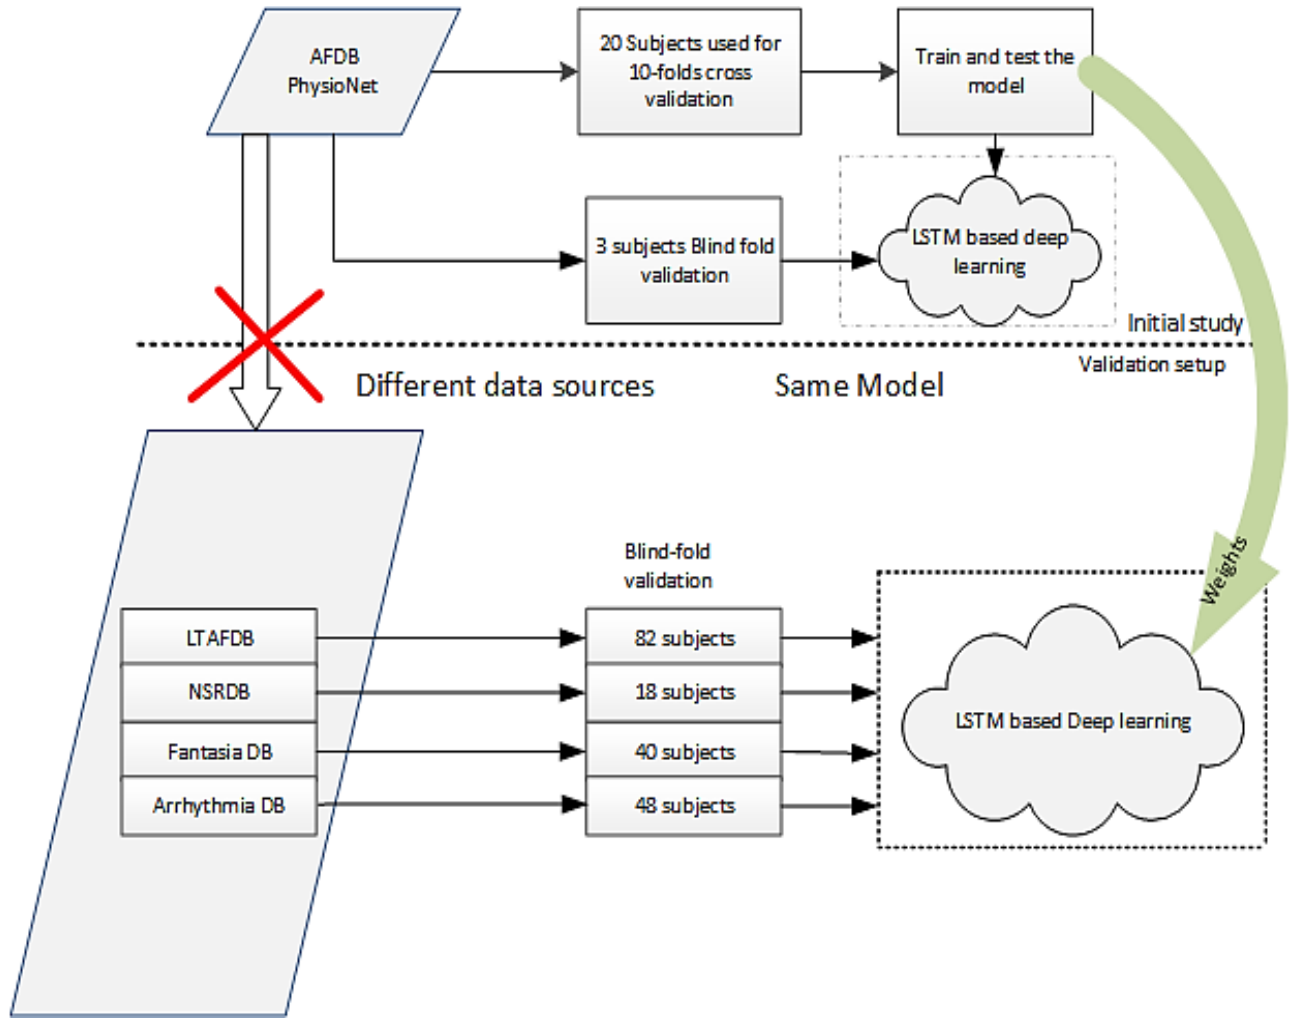 AFDB
PhysioNet
20 Subjects used for
10-folds cross
validation
Train and test the
model
3 subjects Blind fold
validation
LSTM based deep
learning
Initial study
Validation setup
Different data sources
Same Model
Weights
Blind-fold
validation
LTAFDB
82 subjects
NSRDB
18 subjects
Fantasia DB
40 subjects
Arrhythmia DB
48 subjects
LSTM based Deep learning